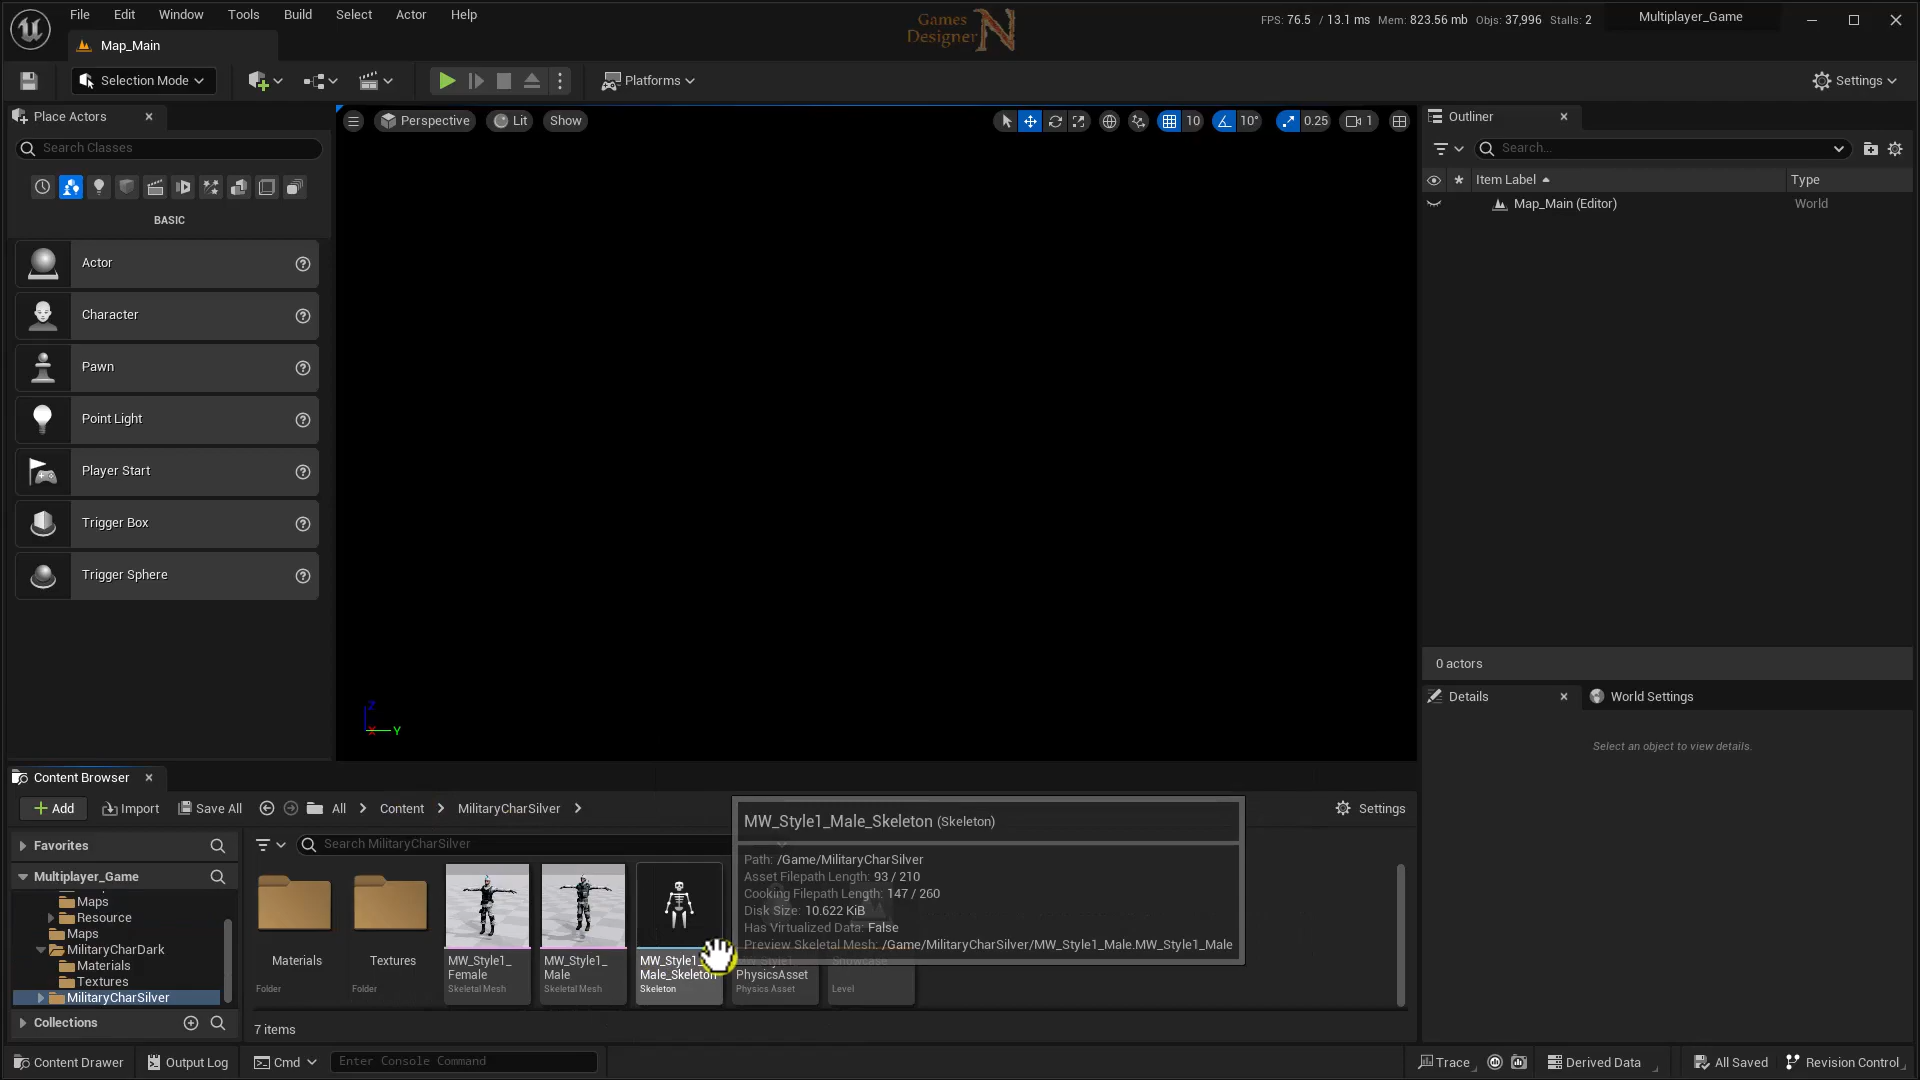 File Edit Window Tools Build Select Actor Help
Games Designer N
FPS: 76.5 / 13.1 ms Mem: 823.56 mb Objs: 37,996 Stalls: 2
Multiplayer_Game
Map_Main
Selection Mode
Platforms
Settings
Place Actors
Search Classes
BASIC
Actor
Character
Pawn
Point Light
Player Start
Trigger Box
Trigger Sphere
Perspective Lit Show
10 10° 0.25 1
Z
X Y
Outliner
Search...
Item Label Type
Map_Main (Editor) World
0 actors
Details World Settings
Select an object to view details.
Content Browser
Add Import Save All All Content MilitaryCharSilver
Settings
Favorites
Multiplayer_Game
Maps
Resource
Maps
MilitaryCharDark
Materials
Textures
MilitaryCharSilver
Collections
Search MilitaryCharSilver
Materials
Folder
Textures
Folder
MW_Style1_
Female
Skeletal Mesh
MW_Style1_
Male
Skeletal Mesh
MW_Style1_
Male_Skeleton
Skeleton
PhysicsAsset
Physics Asset
Showcase
Level
MW_Style1_Male_Skeleton (Skeleton)
Path: /Game/MilitaryCharSilver
Asset Filepath Length: 93 / 210
Cooking Filepath Length: 147 / 260
Disk Size: 10.622 KiB
Has Virtualized Data: False
Preview Skeletal Mesh: /Game/MilitaryCharSilver/MW_Style1_Male.MW_Style1_Male
7 items
Content Drawer Output Log Cmd Enter Console Command
Trace Derived Data All Saved Revision Control